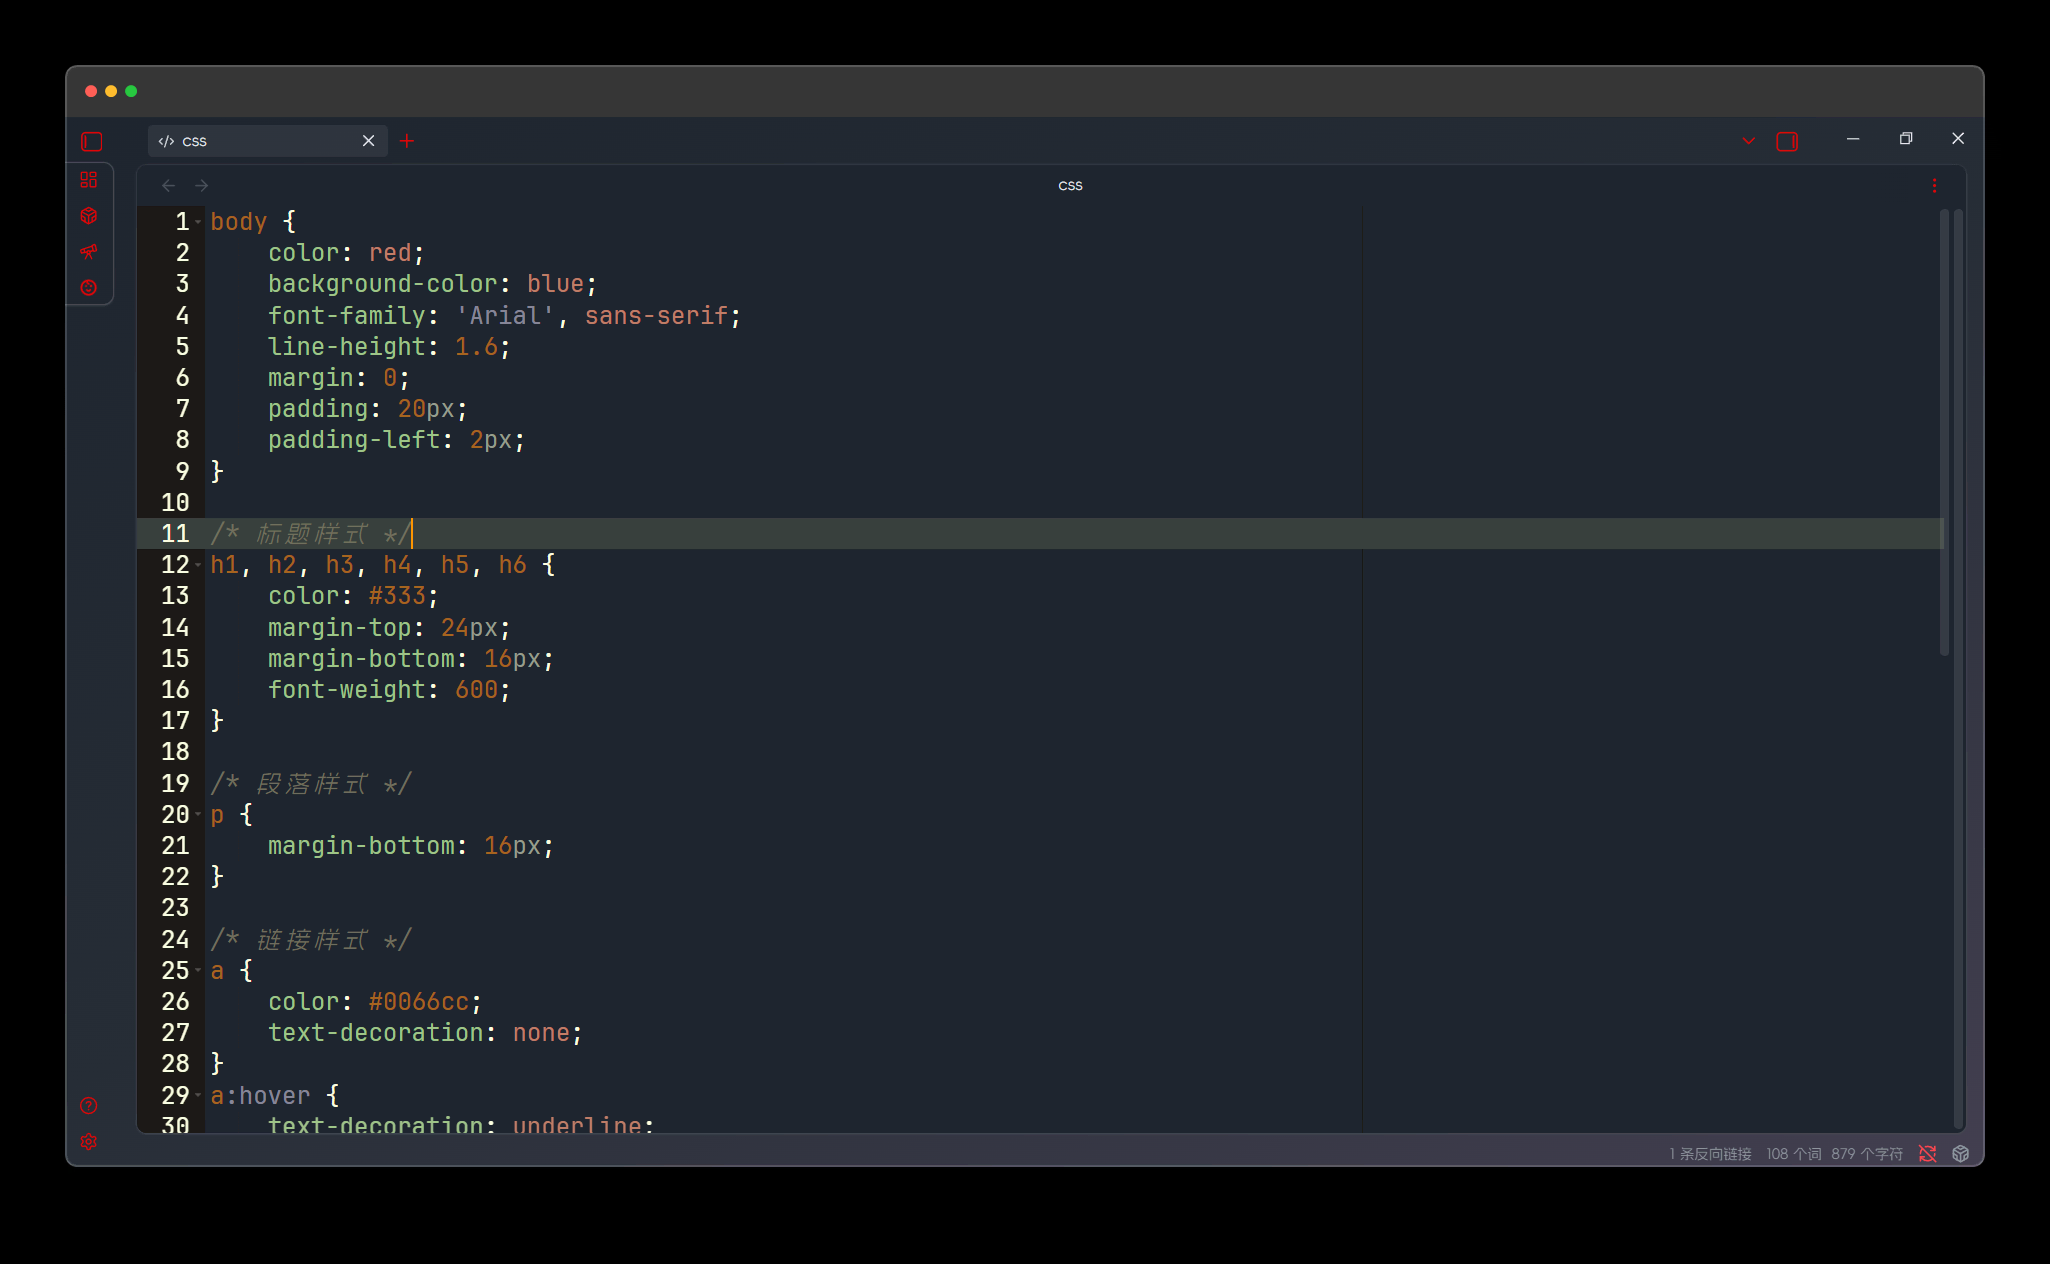 css
css
1 body {
2     color: red;
3     background-color: blue;
4     font-family: 'Arial', sans-serif;
5     line-height: 1.6;
6     margin: 0;
7     padding: 20px;
8     padding-left: 2px;
9 }
10
11 /* 标题样式 */
12 h1, h2, h3, h4, h5, h6 {
13     color: #333;
14     margin-top: 24px;
15     margin-bottom: 16px;
16     font-weight: 600;
17 }
18
19 /* 段落样式 */
20 p {
21     margin-bottom: 16px;
22 }
23
24 /* 链接样式 */
25 a {
26     color: #0066cc;
27     text-decoration: none;
28 }
29 a:hover {
30     text-decoration: underline;
1 条反向链接 108 个词 879 个字符